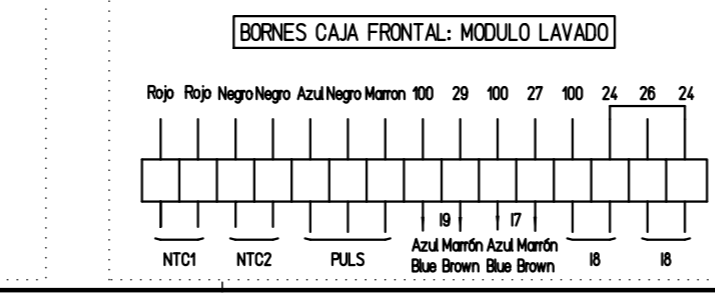 BORNES CAJA FRONTAL: MODULO LAVADO
Rojo Rojo Negro Negro Azul Negro Marron 100 29 100 27 100 24 26 24
I9 I7
Azul Marrón Azul Marrón
NTC1 NTC2 PULS Blue Brown Blue Brown I8 I8